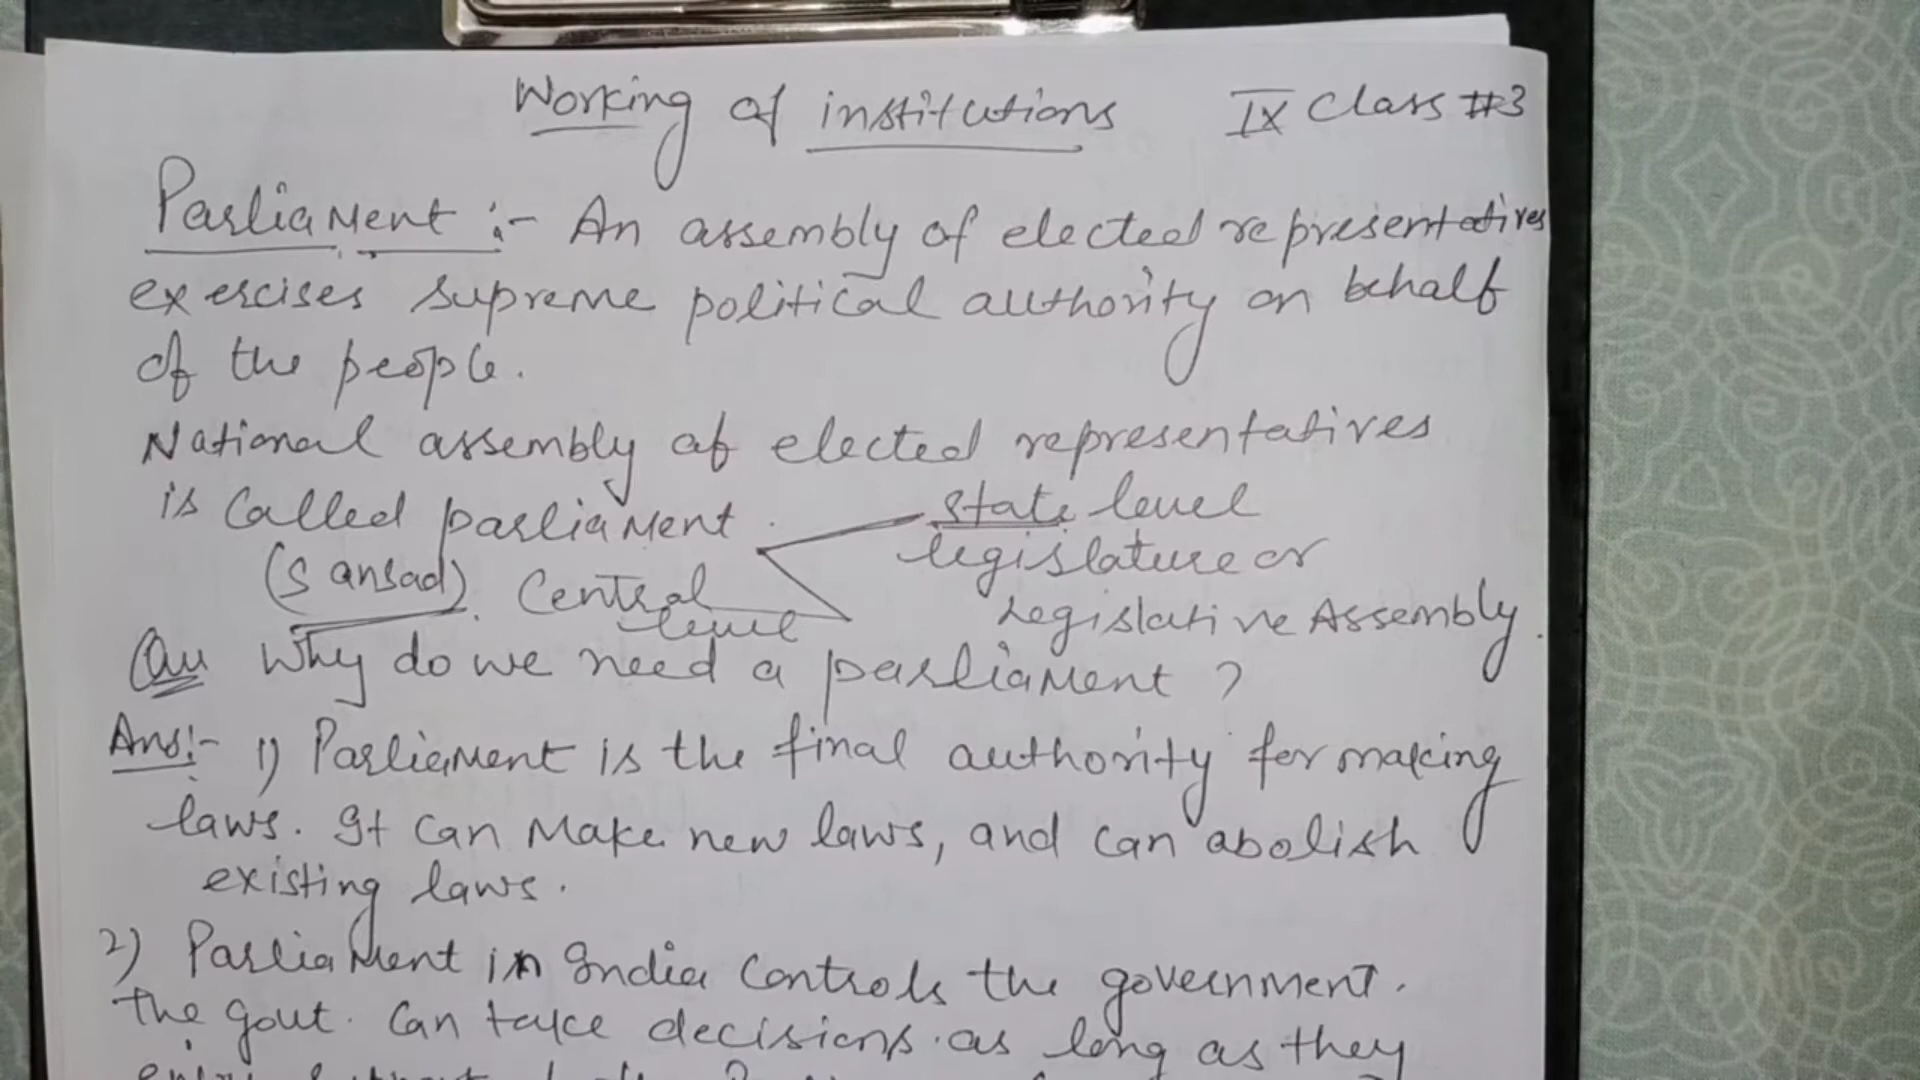 Working of institutions IX Class #3
Parliament :- An assembly of elected representatives
exercises supreme political authority on behalf
of the people.
National assembly of elected representatives
is called parliament state level
legislature or
(Sansad). Central
level
Legislative Assembly.
Qu Why do we need a parliament ?
Ans:- 1) Parliament is the final authority for making
laws. It can make new laws, and can abolish
existing laws.
2) Parliament in India controls the government.
The govt. can take decisions as long as they